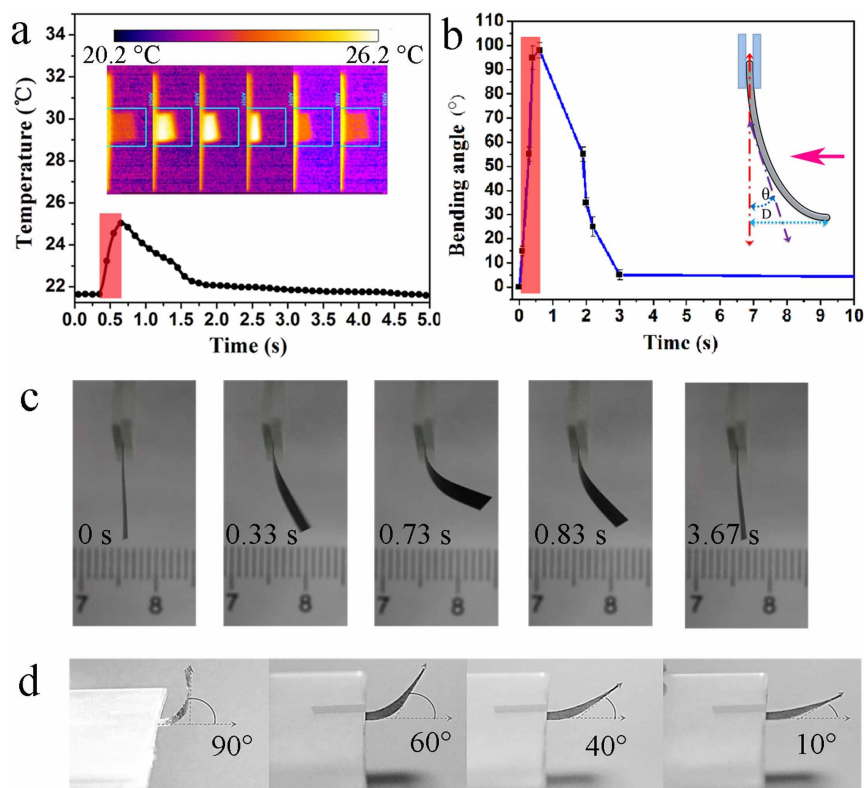 a
20.2 °C
26.2 °C
34
32
30
28
26
24
22
Temperature (℃)
0.0 0.5 1.0 1.5 2.0 2.5 3.0 3.5 4.0 4.5 5.0
Time (s)
b
110
100
90
80
70
60
50
40
30
20
10
0
Bending angle (°)
θ
D
0 1 2 3 4 5 6 7 8 9 10
Time (s)
c
0 s
0.33 s
0.73 s
0.83 s
3.67 s
7 8
7 8
7 8
7 8
7 8
d
90°
60°
40°
10°